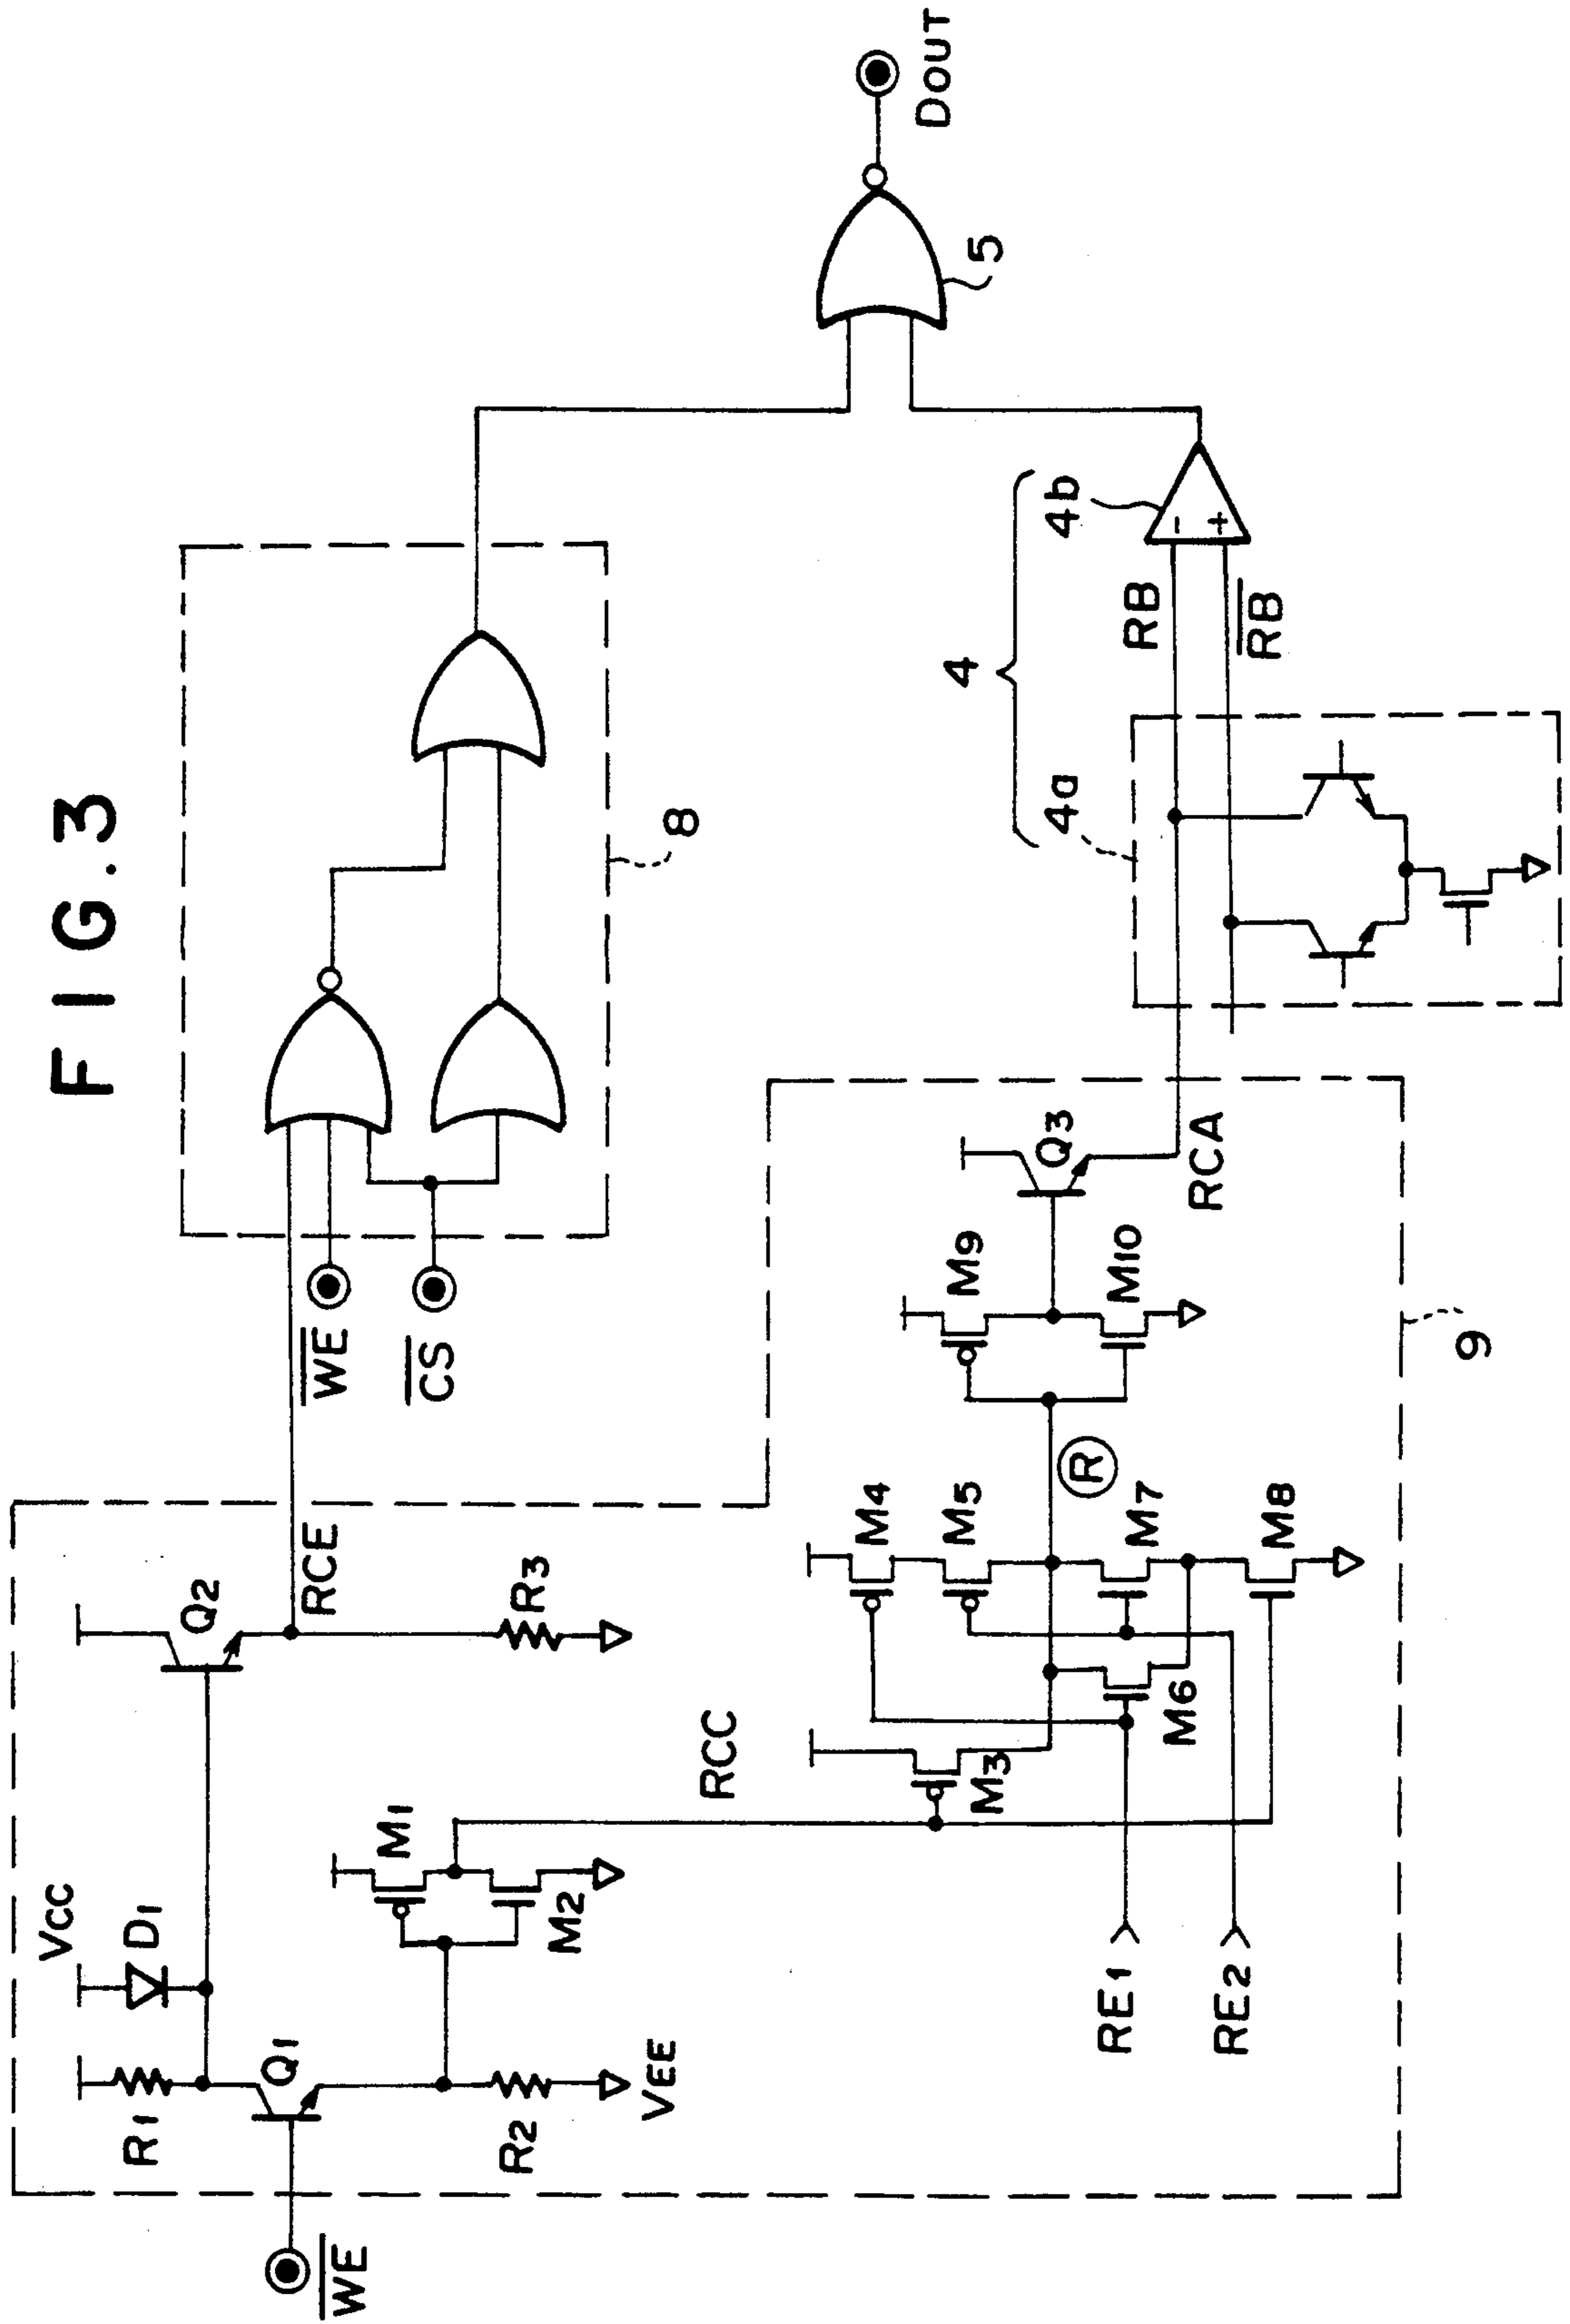 FIG.3
WE
R1
Q1
R2
VEE
VCC
D1
M1
M2
Q2
RCE
R3
RCC
M3
M4
M5
M6
M7
M8
RE1
RE2
R
M9
M10
Q3
RCA
9
WE
CS
8
4
4a
4b
RB
RB
-
+
5
DOUT